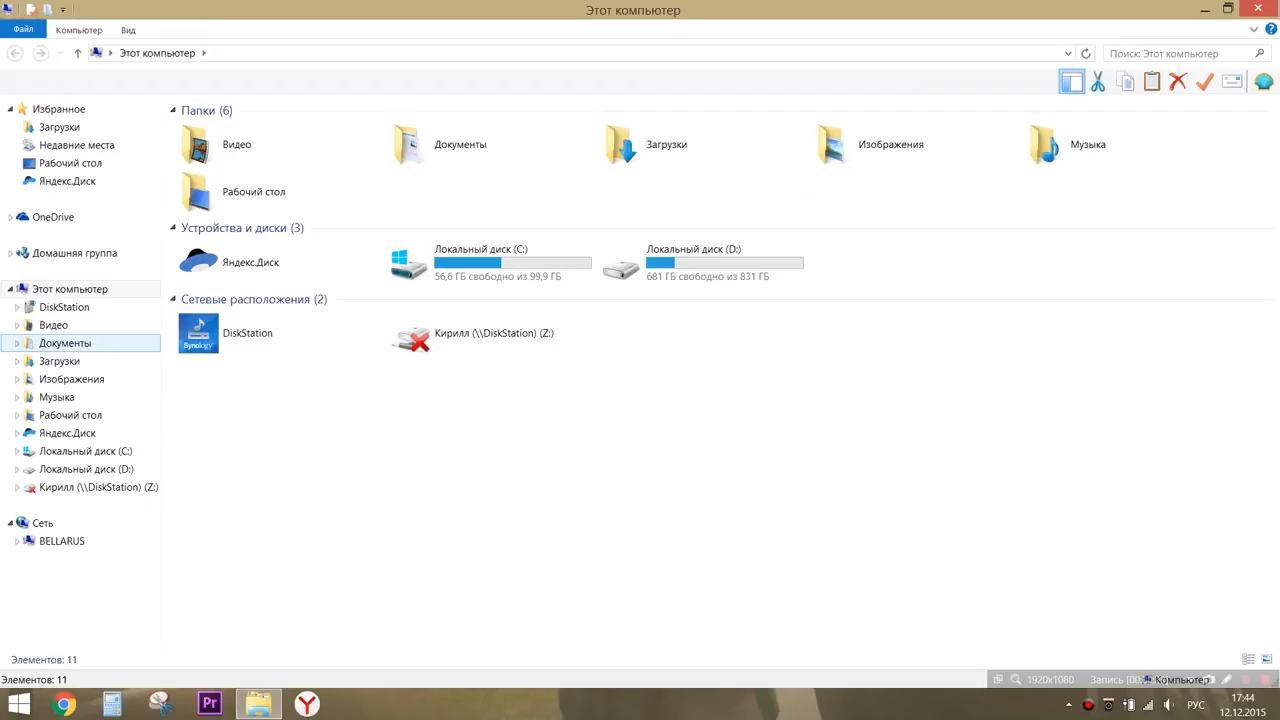 Этот компьютер
Файл
Компьютер
Вид
Этот компьютер
Поиск: Этот компьютер
Избранное
Загрузки
Недавние места
Рабочий стол
Яндекс.Диск
OneDrive
Домашняя группа
Этот компьютер
DiskStation
Видео
Документы
Загрузки
Изображения
Музыка
Рабочий стол
Яндекс.Диск
Локальный диск (C:)
Локальный диск (D:)
Кирилл (\\DiskStation) (Z:)
Сеть
BELLARUS
Папки (6)
Видео
Документы
Загрузки
Изображения
Музыка
Рабочий стол
Устройства и диски (3)
Яндекс.Диск
Локальный диск (C:)
56,6 ГБ свободно из 99,9 ГБ
Локальный диск (D:)
681 ГБ свободно из 831 ГБ
Сетевые расположения (2)
Synology
DiskStation
Кирилл (\\DiskStation) (Z:)
Элементов: 11
Элементов: 11
1920x1080
Запись
Компьютер
Pr
РУС
17:44
12.12.2015